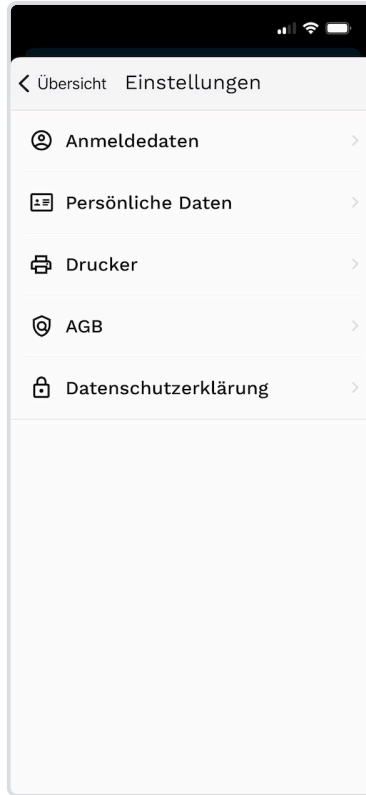 Übersicht Einstellungen
Anmeldedaten
Persönliche Daten
Drucker
AGB
Datenschutzerklärung